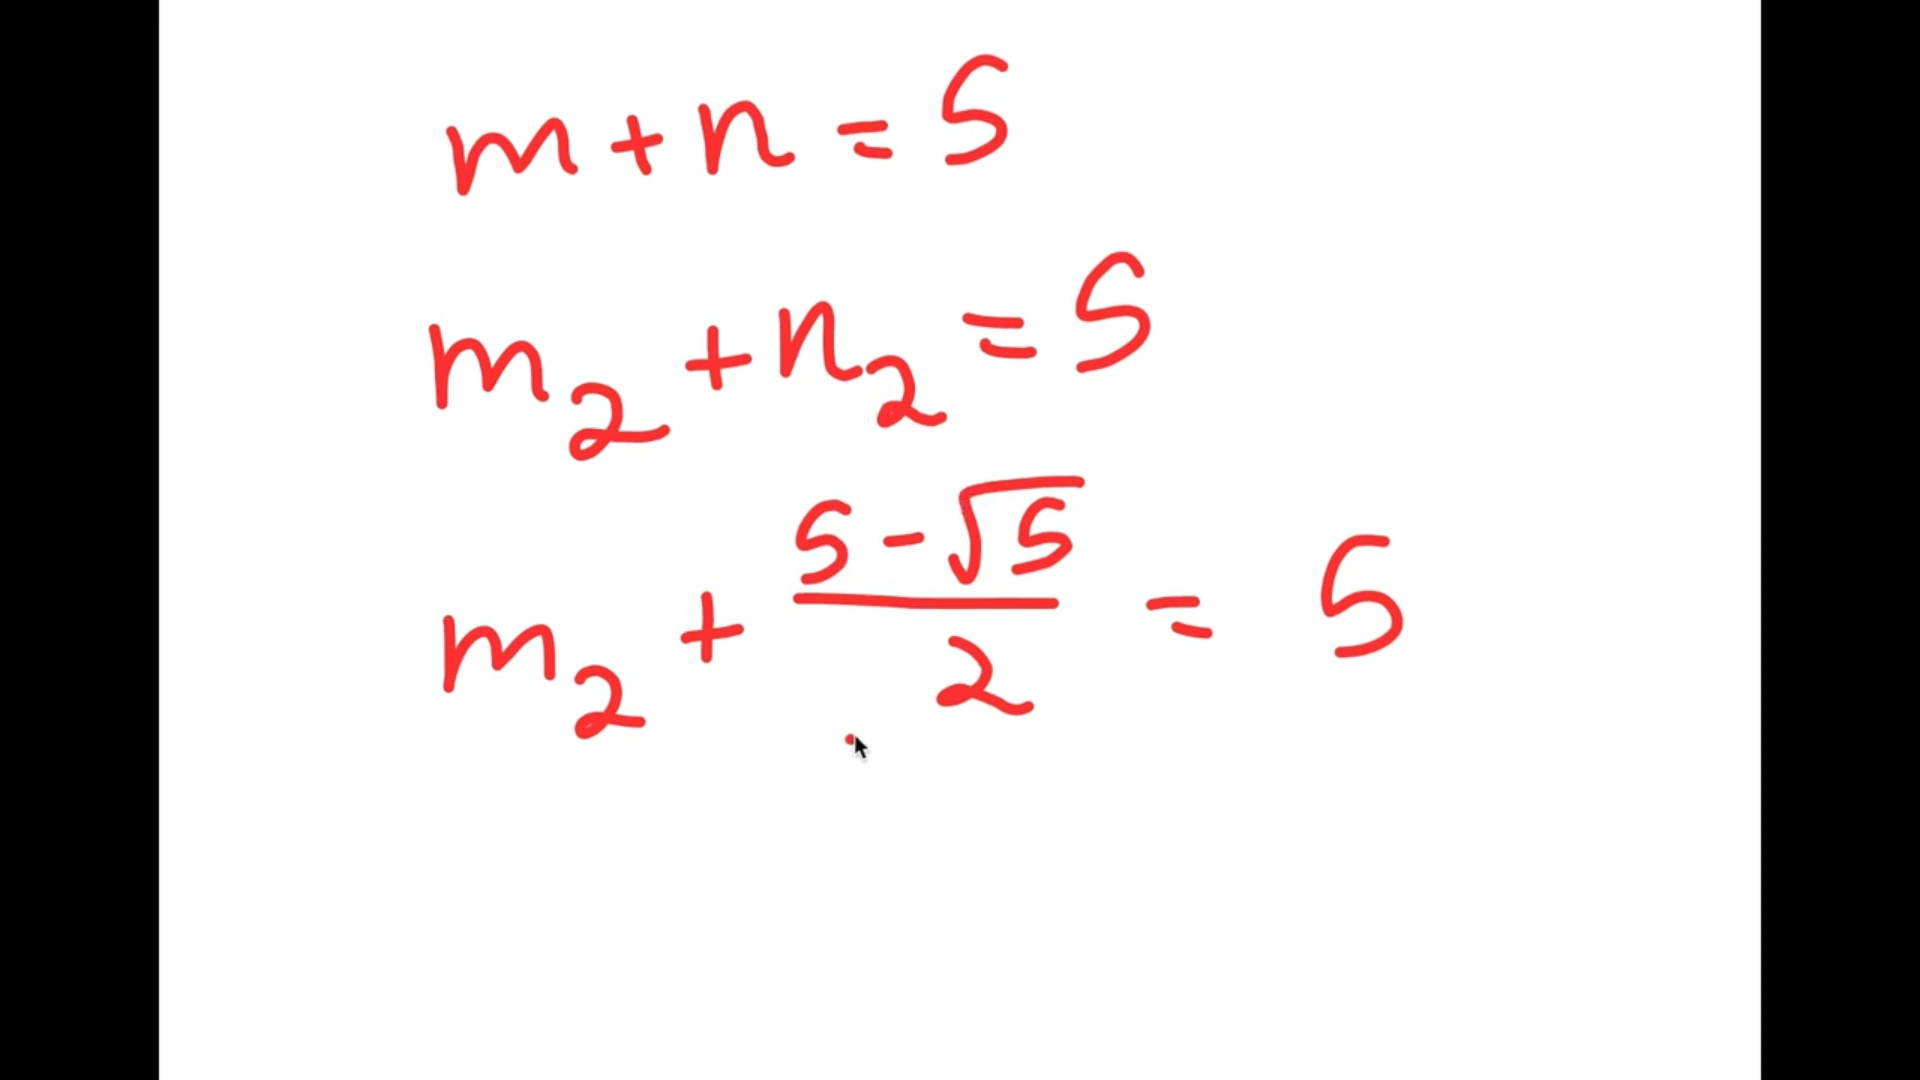 m + n = 5
m₂ + n₂ = 5
m₂ + (5 - √5)/2 = 5